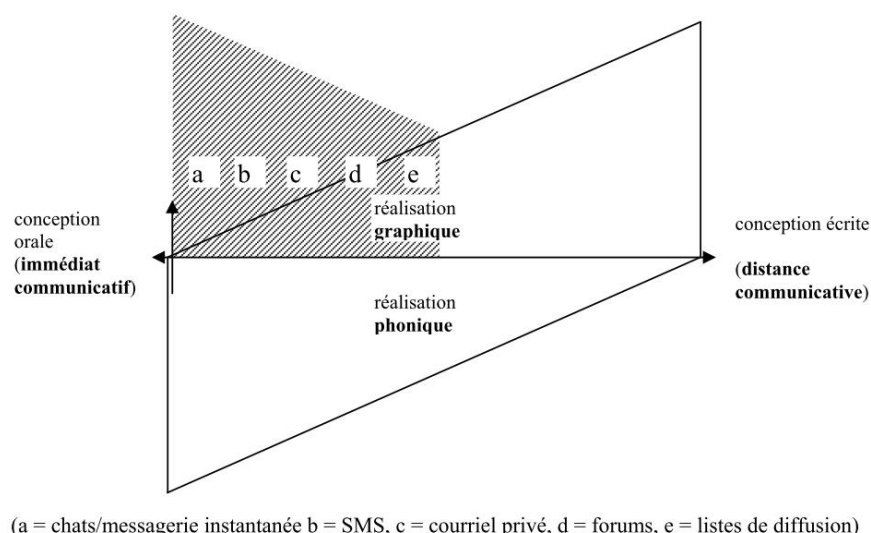 a b c d e
conception
orale
(immédiat
communicatif)
réalisation
graphique
conception écrite
(distance
communicative)
réalisation
phonique
(a = chats/messagerie instantanée b = SMS, c = courriel privé, d = forums, e = listes de diffusion)